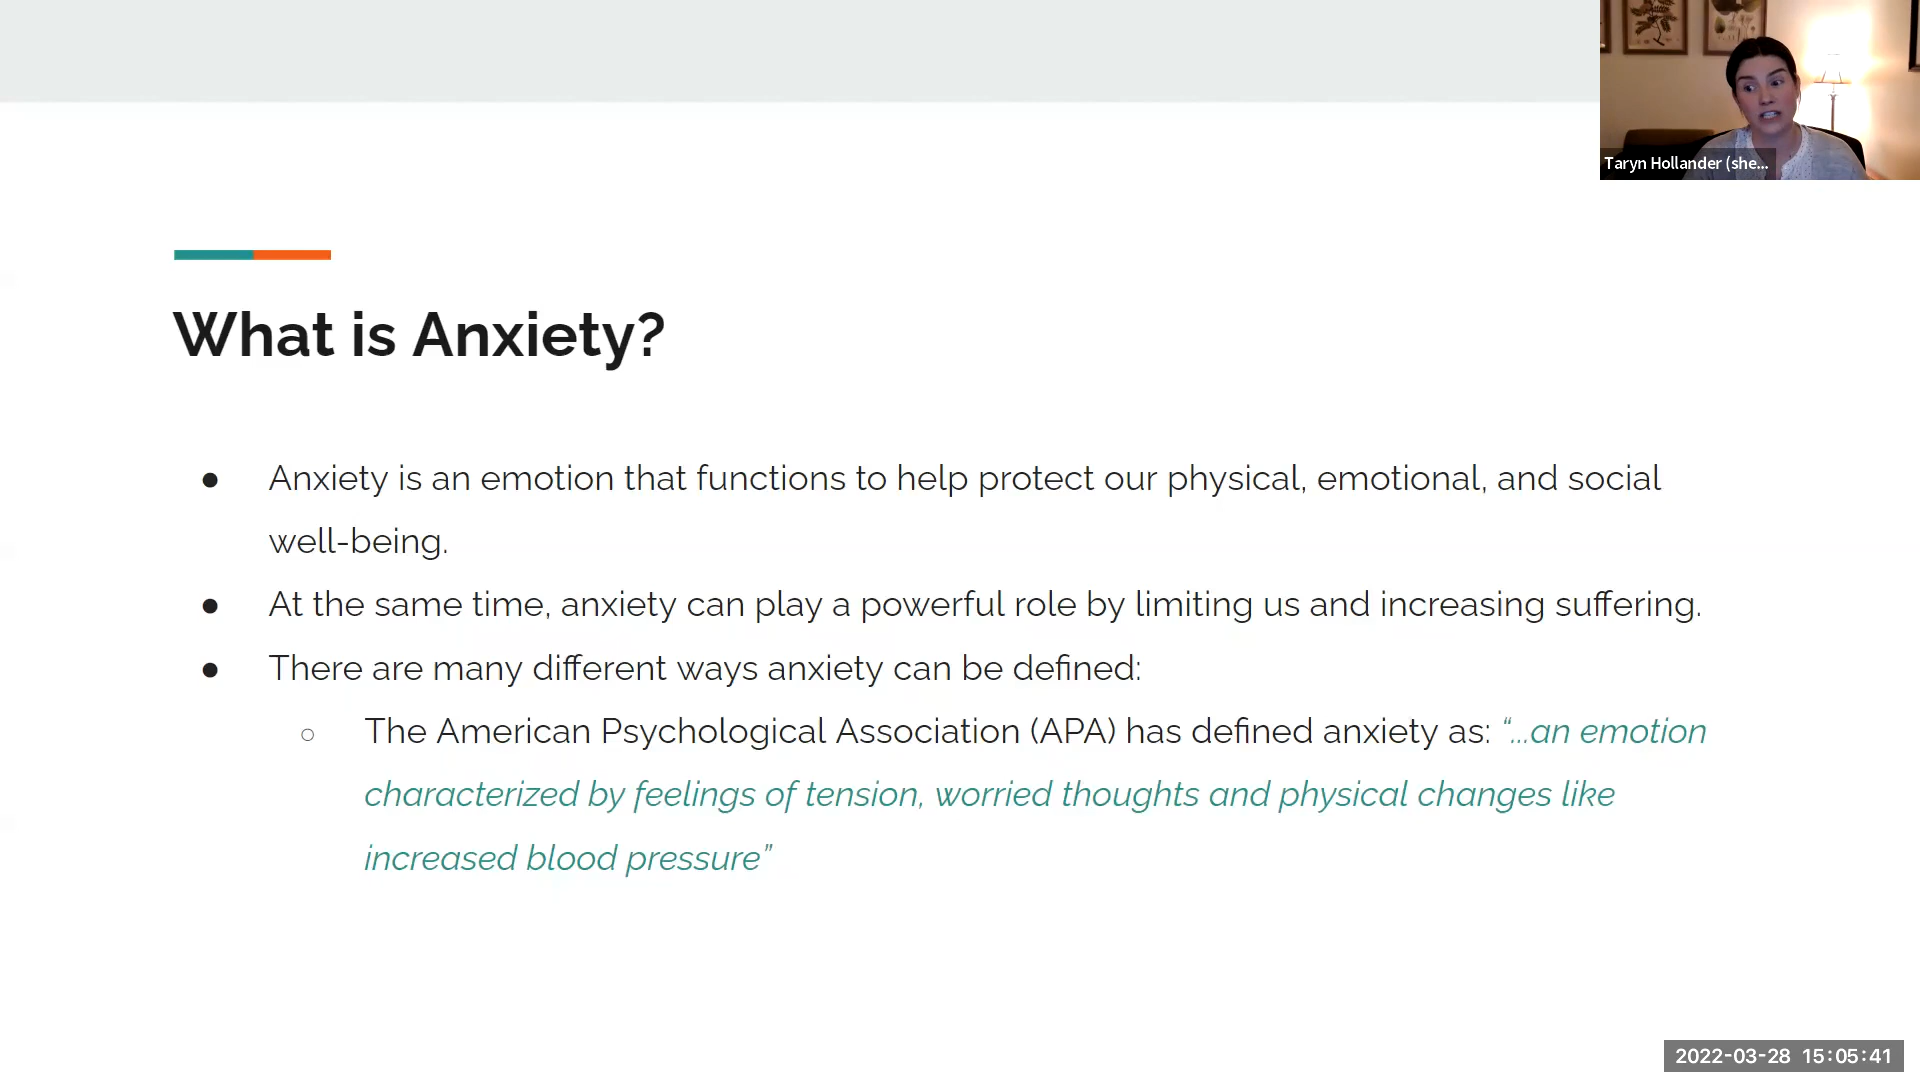 Taryn Hollander (she...
What is Anxiety?
● Anxiety is an emotion that functions to help protect our physical, emotional, and social
well-being.
● At the same time, anxiety can play a powerful role by limiting us and increasing suffering.
● There are many different ways anxiety can be defined:
○ The American Psychological Association (APA) has defined anxiety as: “...an emotion
characterized by feelings of tension, worried thoughts and physical changes like
increased blood pressure”
2022-03-28 15:05:41